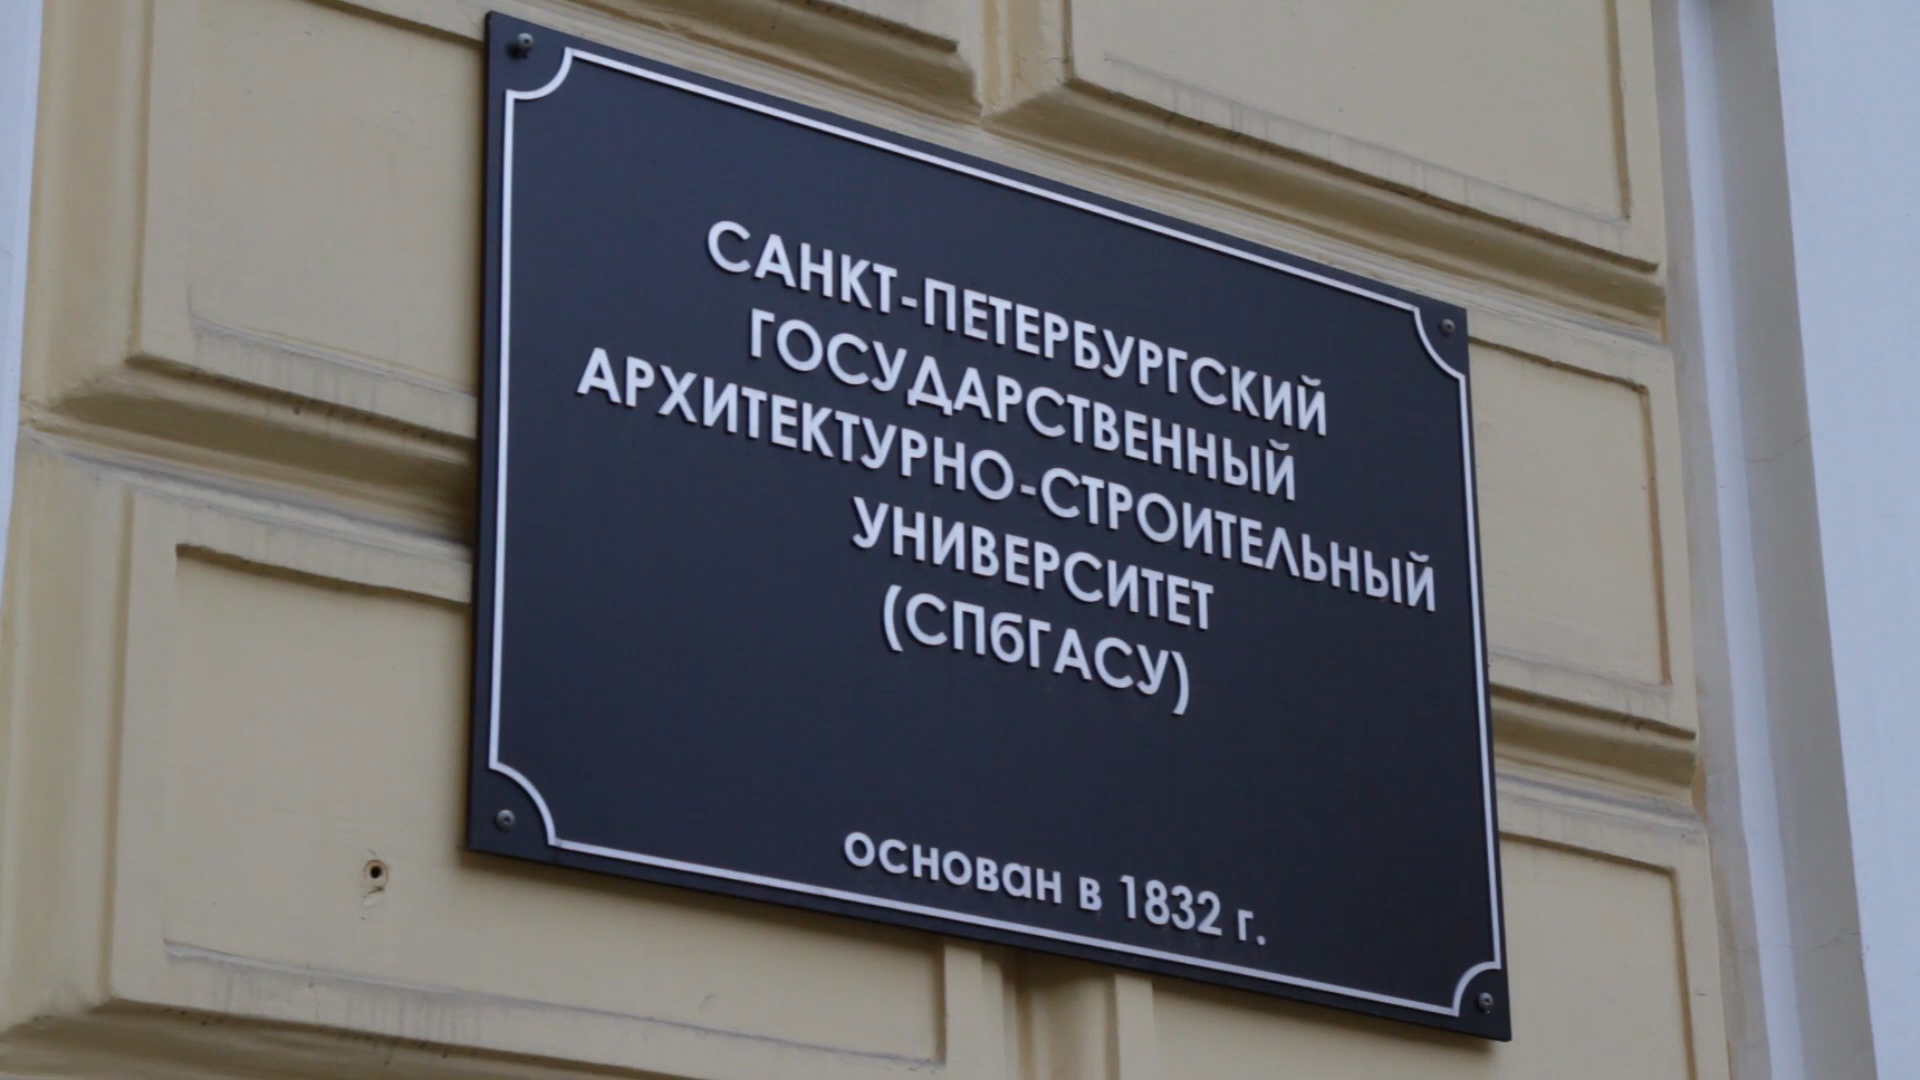 САНКТ-ПЕТЕРБУРГСКИЙ
ГОСУДАРСТВЕННЫЙ
АРХИТЕКТУРНО-СТРОИТЕЛЬНЫЙ
УНИВЕРСИТЕТ
(СПбГАСУ)
основан в 1832 г.